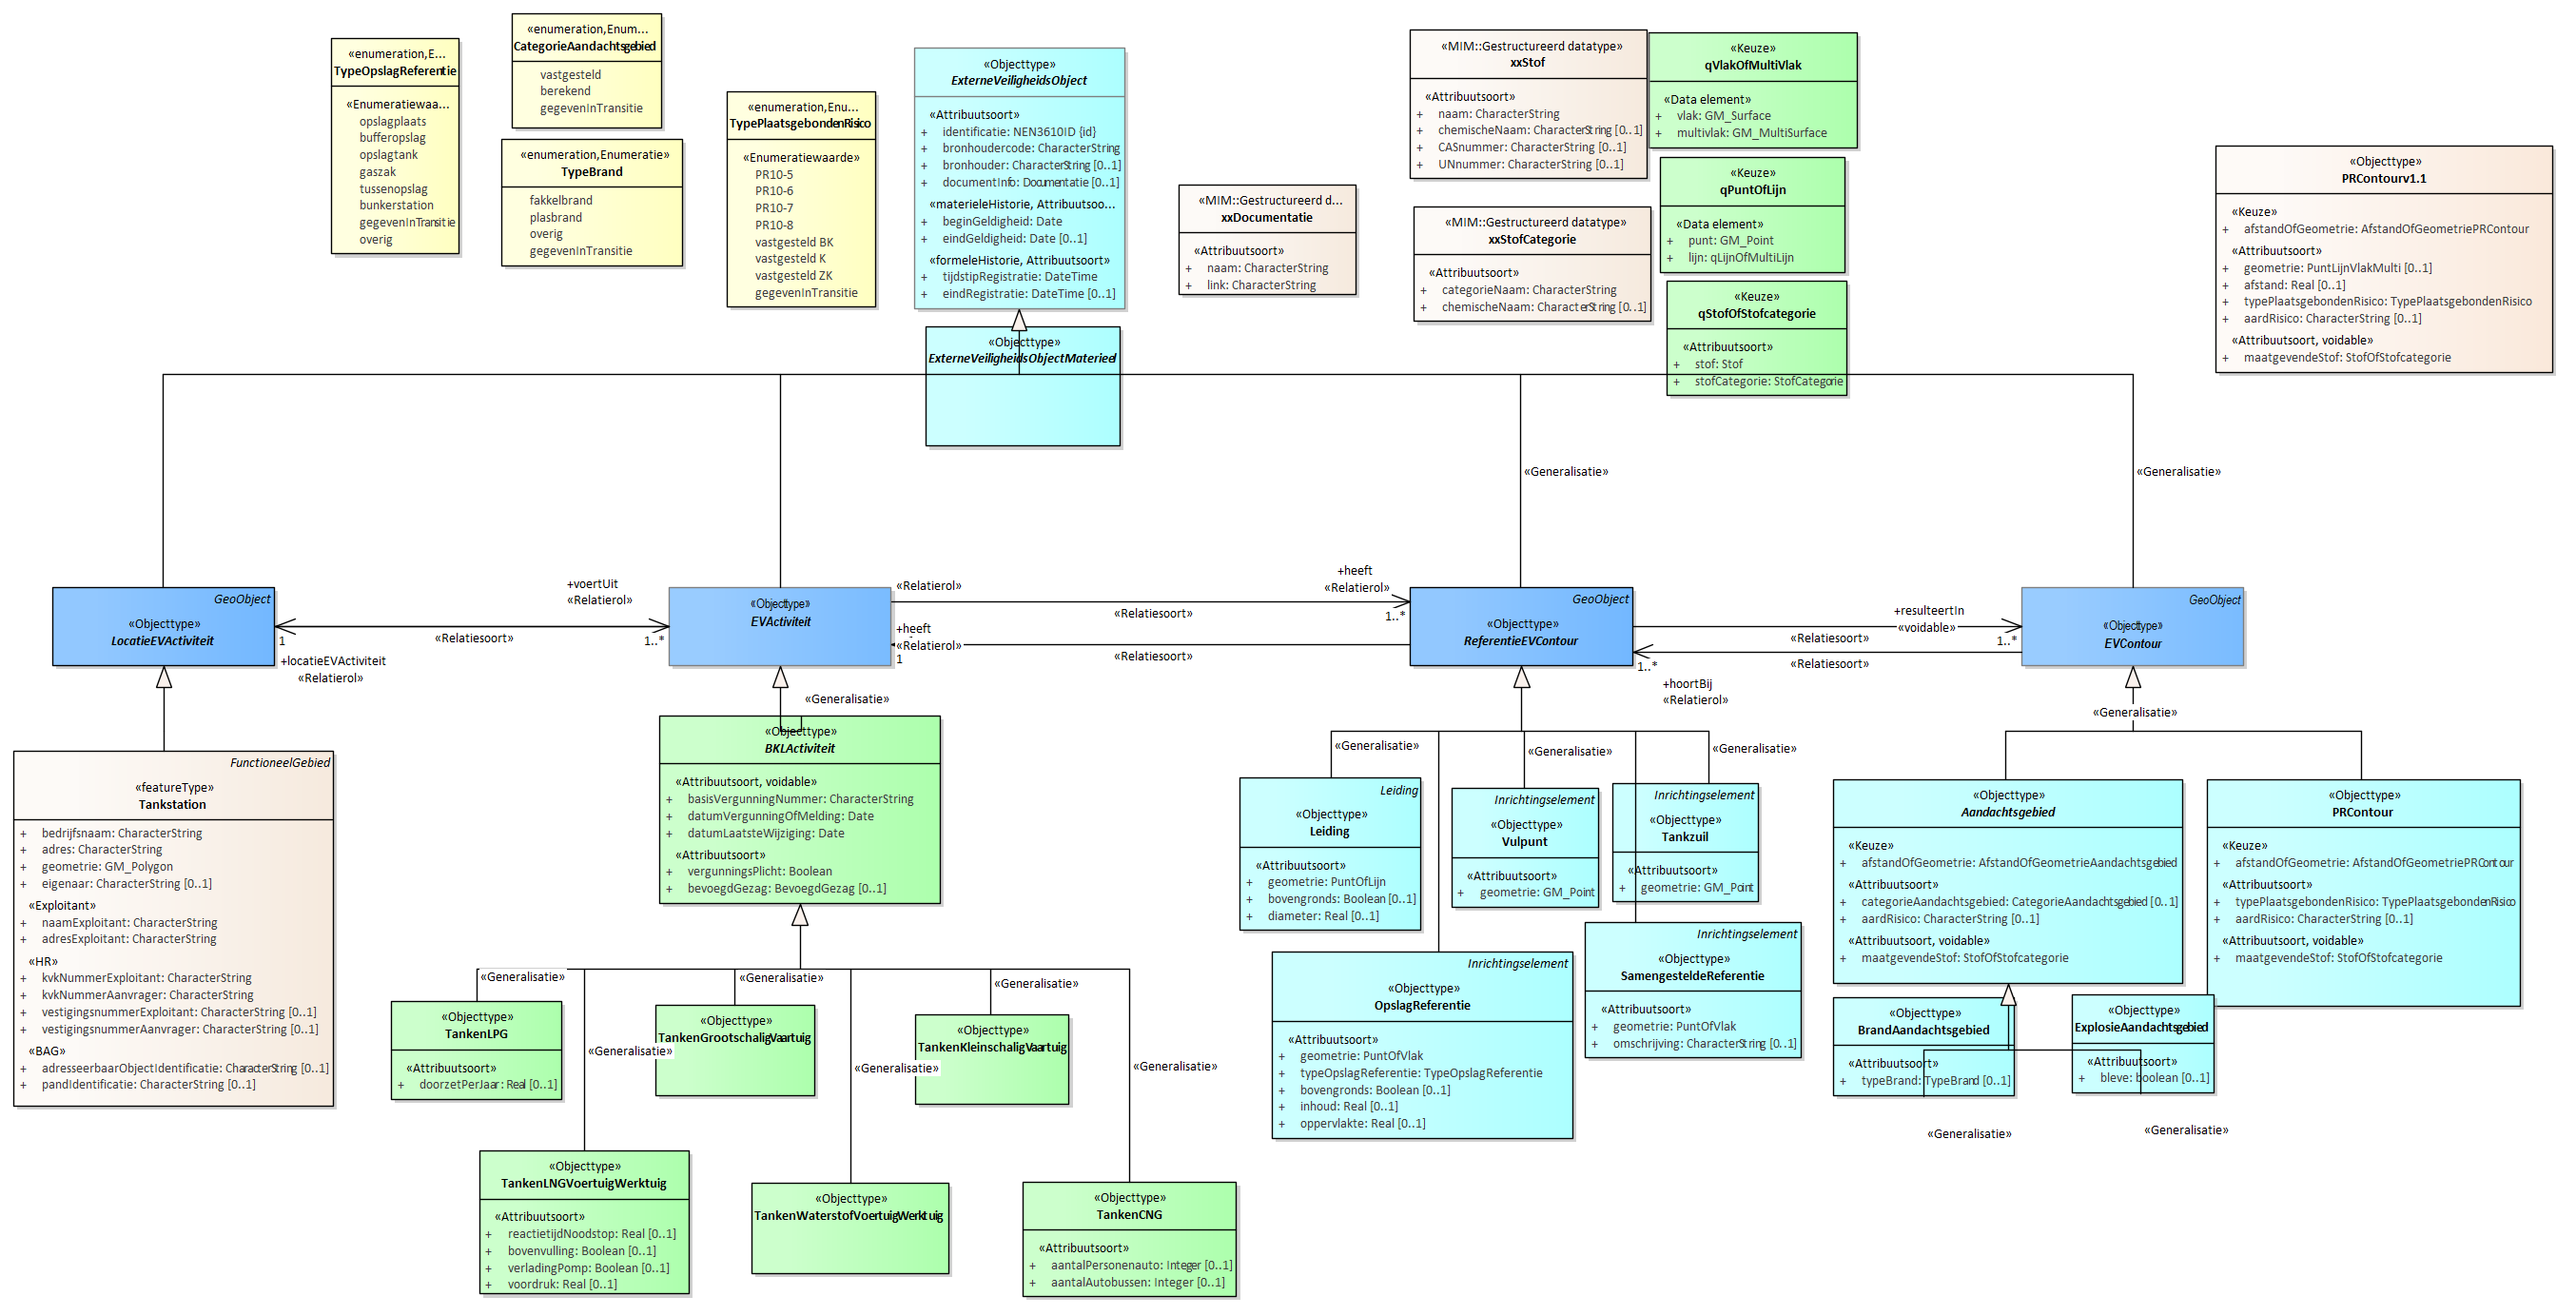 «enumeration,E...
TypeOpslagReferentie
«Enumeratiewaa...
opslagplaats
bufferopslag
opslagtank
gaszak
tussenopslag
bunkerstation
gegevenInTransitie
overig
«enumeration,Enum...
CategorieAandachtsgebied
vastgesteld
berekend
gegevenInTransitie
«enumeration,Enumeratie»
TypeBrand
fakkelbrand
plasbrand
overig
gegevenInTransitie
«enumeration,Enu...
TypePlaatsgebondenRisico
«Enumeratiewaarde»
PR10-5
PR10-6
PR10-7
PR10-8
vastgesteld BK
vastgesteld K
vastgesteld ZK
gegevenInTransitie
«Objecttype»
ExterneVeiligheidsObject
«Attribuutsoort»
+ identificatie: NEN3610ID {id}
+ bronhoudercode: CharacterString
+ bronhouder: CharacterString [0..1]
+ documentInfo: Documentatie [0..1]
«materieleHistorie, Attribuutsoo...
+ beginGeldigheid: Date
+ eindGeldigheid: Date [0..1]
«formeleHistorie, Attribuutsoort»
+ tijdstipRegistratie: DateTime
+ eindRegistratie: DateTime [0..1]
«Objecttype»
ExterneVeiligheidsObjectMaterieel
«MIM::Gestructureerd d...
xxDocumentatie
«Attribuutsoort»
+ naam: CharacterString
+ link: CharacterString
«MIM::Gestructureerd datatype»
xxStof
«Attribuutsoort»
+ naam: CharacterString
+ chemischeNaam: CharacterString [0..1]
+ CASnummer: CharacterString [0..1]
+ UNnummer: CharacterString [0..1]
«MIM::Gestructureerd datatype»
xxStofCategorie
«Attribuutsoort»
+ categorieNaam: CharacterString
+ chemischeNaam: CharacterString [0..1]
«Keuze»
qVlakOfMultiVlak
«Data element»
+ vlak: GM_Surface
+ multivlak: GM_MultiSurface
«Keuze»
qPuntOfLijn
«Data element»
+ punt: GM_Point
+ lijn: qLijnOfMultiLijn
«Keuze»
qStofOfStofcategorie
«Attribuutsoort»
+ stof: Stof
+ stofCategorie: StofCategorie
«Objecttype»
PRContourv1.1
«Keuze»
+ afstandOfGeometrie: AfstandOfGeometriePRContour
«Attribuutsoort»
+ geometrie: PuntLijnVlakMulti [0..1]
+ afstand: Real [0..1]
+ typePlaatsgebondenRisico: TypePlaatsgebondenRisico
+ aardRisico: CharacterString [0..1]
«Attribuutsoort, voidable»
+ maatgevendeStof: StofOfStofcategorie
«Generalisatie»
«Generalisatie»
GeoObject
«Objecttype»
LocatieEVActiviteit
+voertUit
«Relatierol»
«Relatiesoort»
1
1..*
+locatieEVActiviteit
«Relatierol»
«Objecttype»
EVActiviteit
«Relatierol»
+heeft
«Relatierol»
1..*
«Relatiesoort»
+heeft
«Relatierol»
1
«Relatiesoort»
GeoObject
«Objecttype»
ReferentieEVContour
+resulteertIn
«voidable»
«Relatiesoort»
1..*
1..*
«Relatiesoort»
+hoortBij
«Relatierol»
GeoObject
«Objecttype»
EVContour
«Generalisatie»
«Generalisatie»
FunctioneelGebied
«featureType»
Tankstation
+ bedrijfsnaam: CharacterString
+ adres: CharacterString
+ geometrie: GM_Polygon
+ eigenaar: CharacterString [0..1]
«Exploitant»
+ naamExploitant: CharacterString
+ adresExploitant: CharacterString
«HR»
+ kvkNummerExploitant: CharacterString
+ kvkNummerAanvrager: CharacterString
+ vestigingsnummerExploitant: CharacterString [0..1]
+ vestigingsnummerAanvrager: CharacterString [0..1]
«BAG»
+ adresseerbaarObjectIdentificatie: CharacterString [0..1]
+ pandIdentificatie: CharacterString [0..1]
«Objecttype»
BKLActiviteit
«Attribuutsoort, voidable»
+ basisVergunningNummer: CharacterString
+ datumVergunningOfMelding: Date
+ datumLaatsteWijziging: Date
«Attribuutsoort»
+ vergunningsPlicht: Boolean
+ bevoegdGezag: BevoegdGezag [0..1]
«Generalisatie»
«Generalisatie»
«Generalisatie»
«Generalisatie»
«Generalisatie»
«Generalisatie»
«Objecttype»
TankenLPG
«Attribuutsoort»
+ doorzetPerJaar: Real [0..1]
«Objecttype»
TankenGrootschaligVaartuig
«Objecttype»
TankenKleinschaligVaartuig
«Objecttype»
TankenLNGVoertuigWerktuig
«Attribuutsoort»
+ reactietijdNoodstop: Real [0..1]
+ bovenvulling: Boolean [0..1]
+ verladingPomp: Boolean [0..1]
+ voordruk: Real [0..1]
«Objecttype»
TankenWaterstofVoertuigWerktuig
«Objecttype»
TankenCNG
«Attribuutsoort»
+ aantalPersonenauto: Integer [0..1]
+ aantalAutobussen: Integer [0..1]
«Generalisatie»
«Generalisatie»
«Generalisatie»
Leiding
«Objecttype»
Leiding
«Attribuutsoort»
+ geometrie: PuntOfLijn
+ bovengronds: Boolean [0..1]
+ diameter: Real [0..1]
Inrichtingselement
«Objecttype»
Vulpunt
«Attribuutsoort»
+ geometrie: GM_Point
Inrichtingselement
«Objecttype»
Tankzuil
«Attribuutsoort»
+ geometrie: GM_Point
Inrichtingselement
«Objecttype»
OpslagReferentie
«Attribuutsoort»
+ geometrie: PuntOfVlak
+ typeOpslagReferentie: TypeOpslagReferentie
+ bovengronds: Boolean [0..1]
+ inhoud: Real [0..1]
+ oppervlakte: Real [0..1]
Inrichtingselement
«Objecttype»
SamengesteldeReferentie
«Attribuutsoort»
+ geometrie: PuntOfVlak
+ omschrijving: CharacterString [0..1]
«Objecttype»
Aandachtsgebied
«Keuze»
+ afstandOfGeometrie: AfstandOfGeometrieAandachtsgebied
«Attribuutsoort»
+ categorieAandachtsgebied: CategorieAandachtsgebied [0..1]
+ aardRisico: CharacterString [0..1]
«Attribuutsoort, voidable»
+ maatgevendeStof: StofOfStofcategorie
«Objecttype»
PRContour
«Keuze»
+ afstandOfGeometrie: AfstandOfGeometriePRContour
«Attribuutsoort»
+ typePlaatsgebondenRisico: TypePlaatsgebondenRisico
+ aardRisico: CharacterString [0..1]
«Attribuutsoort, voidable»
+ maatgevendeStof: StofOfStofcategorie
«Objecttype»
BrandAandachtsgebied
«Attribuutsoort»
+ typeBrand: TypeBrand [0..1]
«Objecttype»
ExplosieAandachtsgebied
«Attribuutsoort»
+ bleve: boolean [0..1]
«Generalisatie»
«Generalisatie»